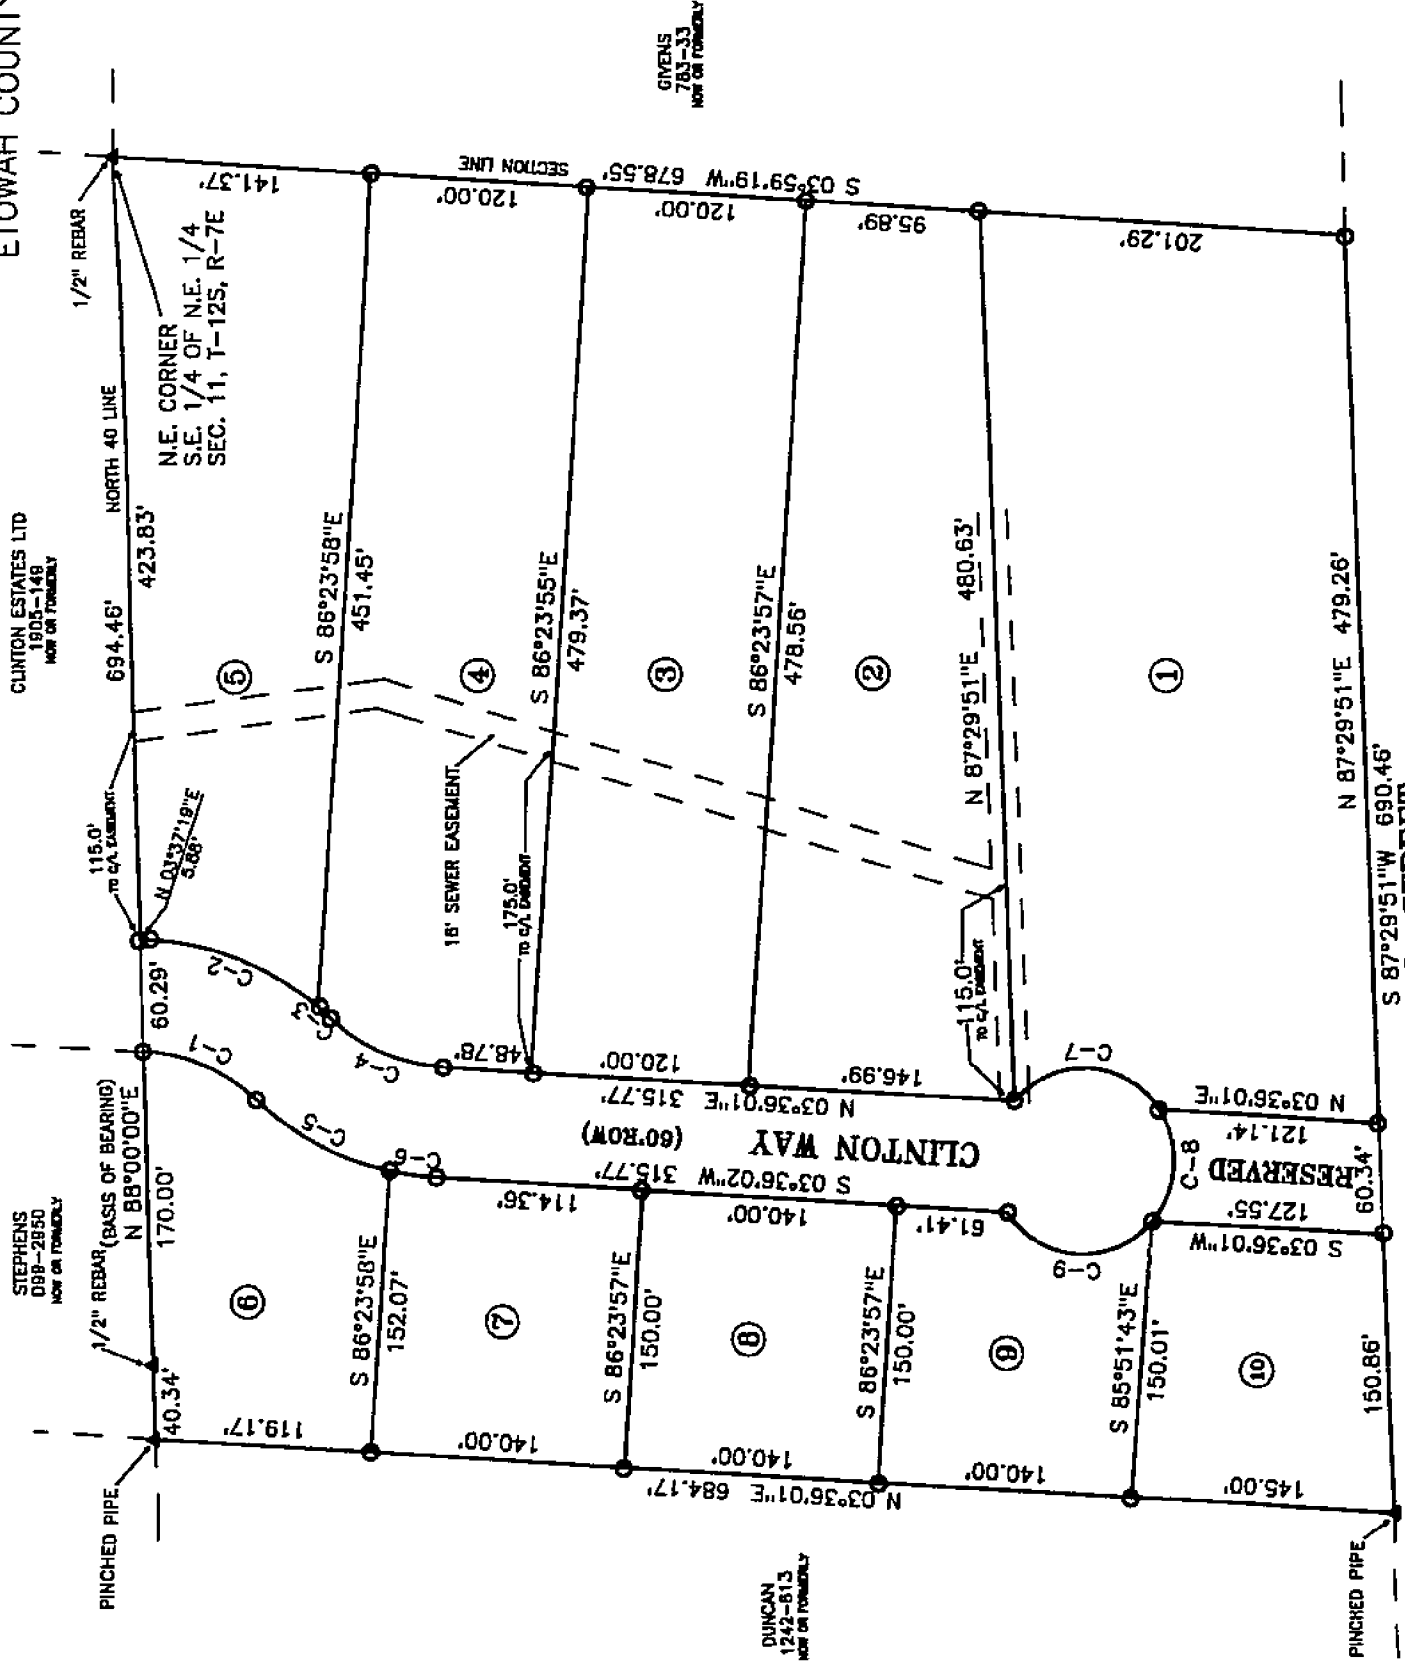 ETOWAH COUNT
CLINTON ESTATES LTD
1905-149
NOW OR FORMERLY
GIVENS
783-33
NOW OR FORMERLY
STEPHENS
099-2950
NOW OR FORMERLY
DUNCAN
1242-613
NOW OR FORMERLY
1/2" REBAR
N.E. CORNER
S.E. 1/4 OF N.E. 1/4
SEC. 11, T-12S, R-7E
NORTH 40 LINE
694.46'
423.83'
115.0'
TO C/L EASEMENT
N 03°37'19"E
5.88'
60.29'
1/2" REBAR
(BASIS OF BEARING)
N 88°00'00"E
170.00'
40.34'
PINCHED PIPE
141.37'
120.00'
SECTION LINE
120.00'
S 03°59'19"W 678.55'
95.89'
201.29'
5
S 86°23'58"E
451.45'
4
16' SEWER EASEMENT
S 86°23'55"E
479.37'
175.0'
TO C/L EASEMENT
3
S 86°23'57"E
478.56'
2
N 87°29'51"E 480.63'
115.0'
TO C/L EASEMENT
1
N 87°29'51"E 479.26'
C-1
C-2
C-3
C-4
C-5
C-6
48.78'
120.00'
146.99'
N 03°36'01"E 315.77'
CLINTON WAY
(60'ROW)
S 03°36'02"W 315.77'
114.36'
140.00'
61.41'
C-7
C-8
C-9
N 03°36'01"E
121.14'
RESERVED
127.55'
S 03°36'01"W
60.34'
6
S 86°23'58"E
152.07'
7
S 86°23'57"E
150.00'
8
S 86°23'57"E
150.00'
9
S 85°51'43"E
150.01'
10
150.86'
S 87°29'51"W 690.46'
119.17'
140.00'
140.00'
N 03°36'01"E 684.17'
140.00'
145.00'
PINCHED PIPE